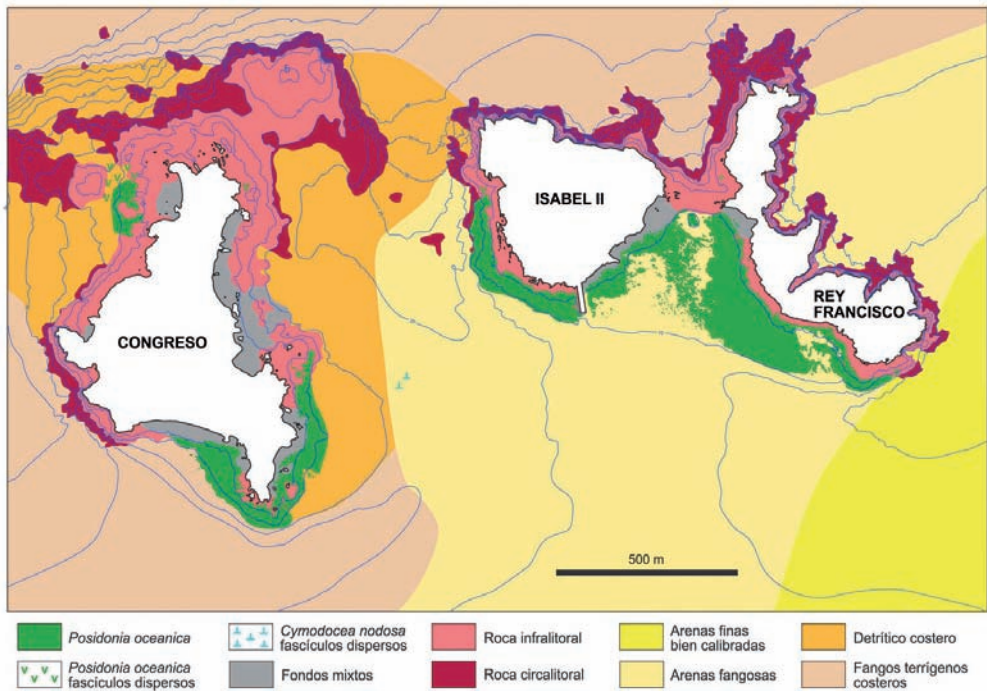 ISABEL II
CONGRESO
REY
FRANCISCO
500 m
Posidonia oceanica
Posidonia oceanica
fascículos dispersos
Cymodocea nodosa
fascículos dispersos
Fondos mixtos
Roca infralitoral
Roca circalitoral
Arenas finas
bien calibradas
Arenas fangosas
Detrítico costero
Fangos terrígenos
costeros